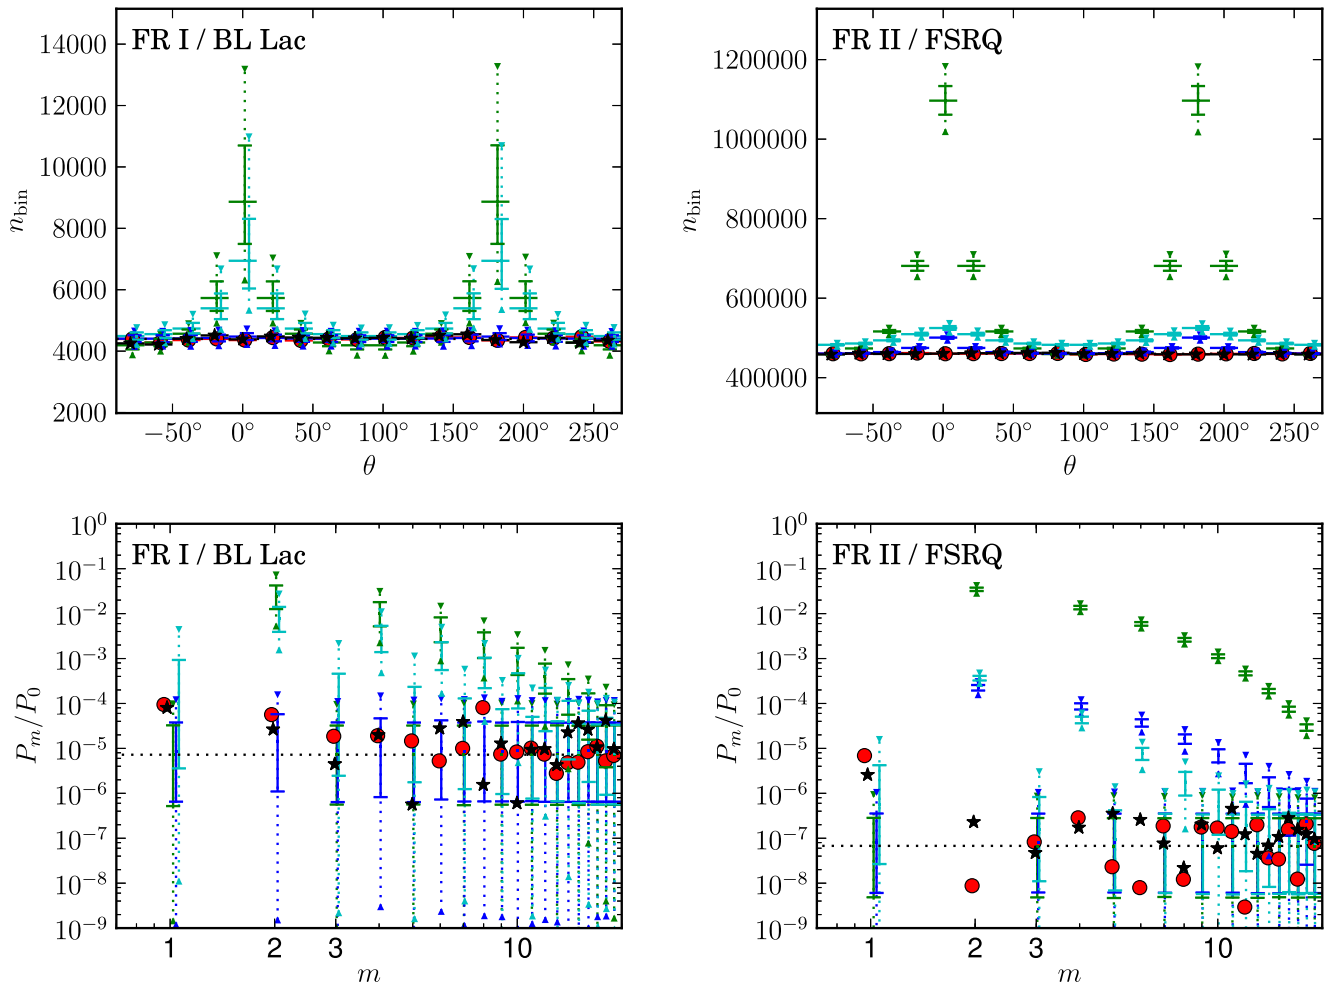 FR I / BL Lac
14000
12000
10000
8000
6000
4000
2000
n_bin
−50° 0° 50° 100° 150° 200° 250°
θ
FR II / FSRQ
1200000
1000000
800000
600000
400000
n_bin
−50° 0° 50° 100° 150° 200° 250°
θ
FR I / BL Lac
10^0
10^−1
10^−2
10^−3
10^−4
10^−5
10^−6
10^−7
10^−8
10^−9
P_m/P_0
1 2 3 10
m
FR II / FSRQ
10^0
10^−1
10^−2
10^−3
10^−4
10^−5
10^−6
10^−7
10^−8
10^−9
P_m/P_0
1 2 3 10
m